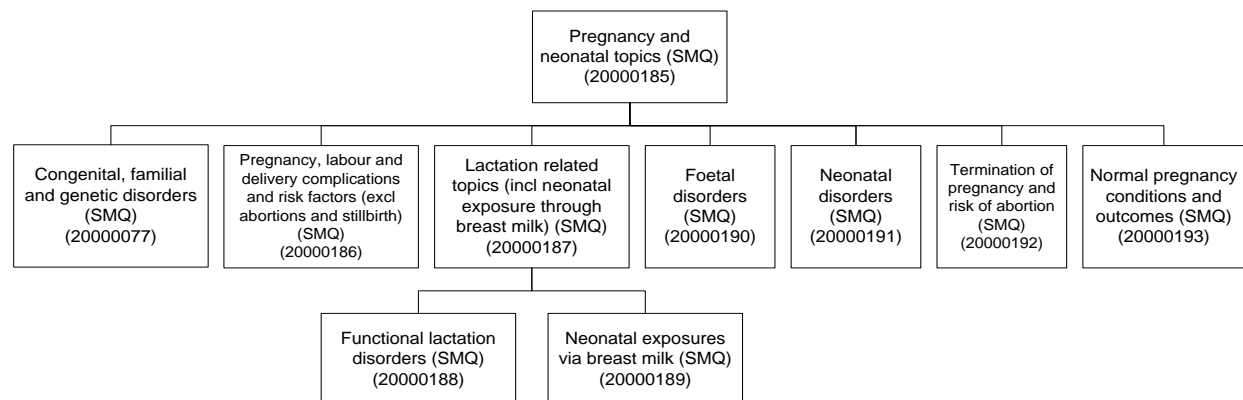 Pregnancy and
neonatal topics (SMQ)
(20000185)
Congenital, familial
and genetic disorders
(SMQ)
(20000077)
Pregnancy, labour and
delivery complications
and risk factors (excl
abortions and stillbirth)
(SMQ)
(20000186)
Lactation related
topics (incl neonatal
exposure through
breast milk) (SMQ)
(20000187)
Foetal
disorders
(SMQ)
(20000190)
Neonatal
disorders
(SMQ)
(20000191)
Termination of
pregnancy and
risk of abortion
(SMQ)
(20000192)
Normal pregnancy
conditions and
outcomes (SMQ)
(20000193)
Functional lactation
disorders (SMQ)
(20000188)
Neonatal exposures
via breast milk (SMQ)
(20000189)